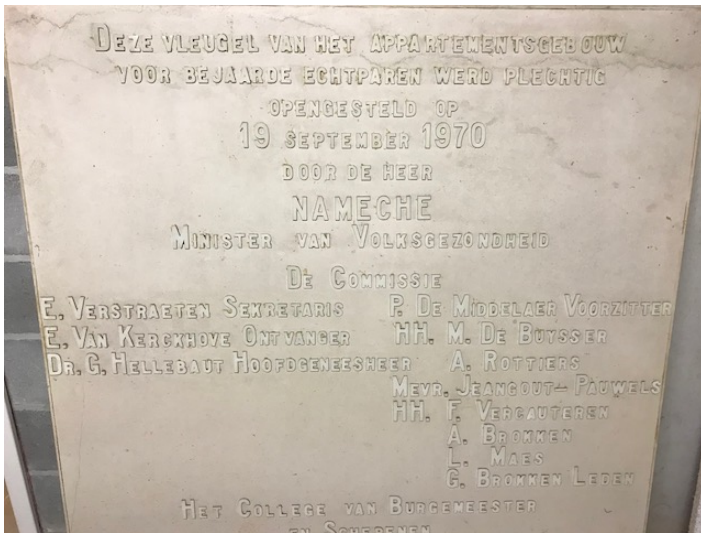 DEZE VLEUGEL VAN HET APPARTEMENTSGEBOUW
VOOR BEJAARDE ECHTPAREN WERD PLECHTIG
OPENGESTELD OP
19 SEPTEMBER 1970
DOOR DE HEER
NAMECHE
MINISTER VAN VOLKSGEZONDHEID
DE COMMISSIE
E. VERSTRAETEN SEKRETARIS P. DE MIDDELAER VOORZITTER
E. VAN KERCKHOVE ONTVANGER HH. M. DE BUYSSER
DR. G. HELLEBAUT HOOFDGENEESHEER A. ROTTIERS
MEVR. JEANGOUT-PAUWELS
HH. F. VERCAUTEREN
A. BROKKEN
L. MAES
G. BROKKEN LEDEN
HET COLLEGE VAN BURGEMEESTER
EN SCHEPENEN